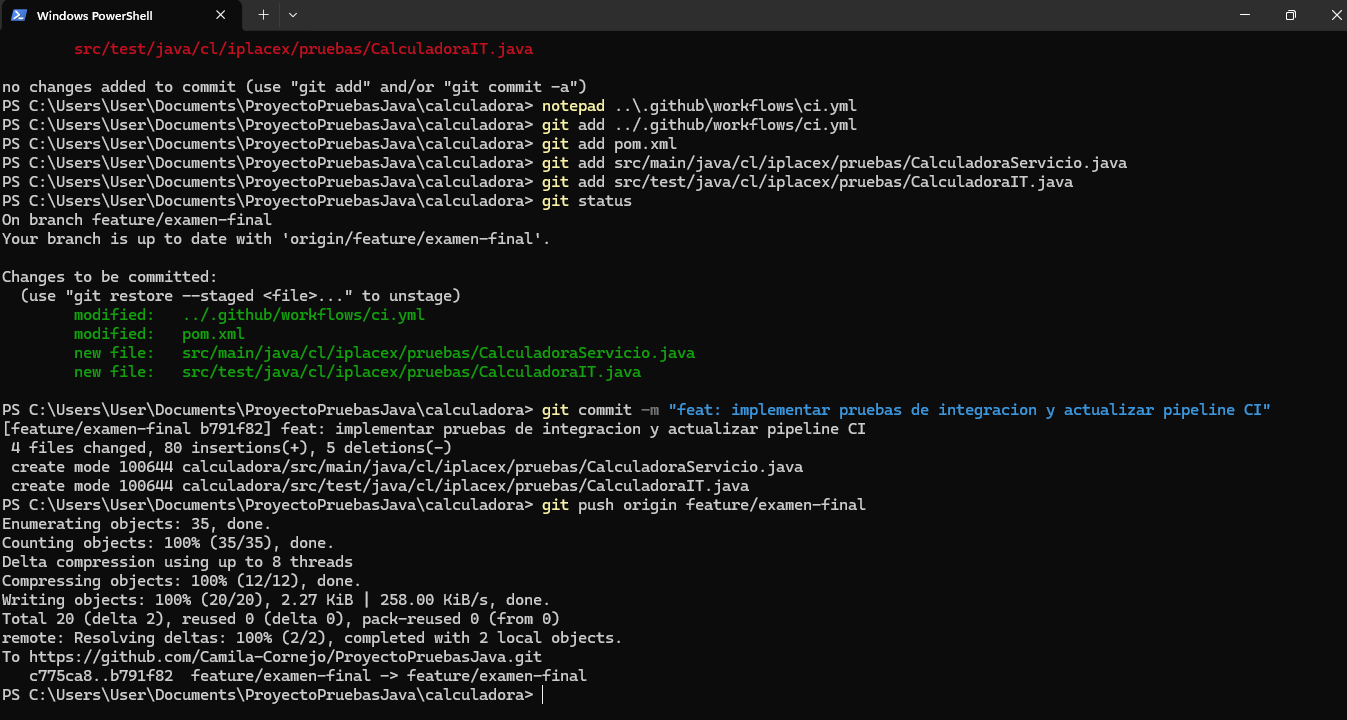 Windows PowerShell
src/test/java/cl/iplacex/pruebas/CalculadoraIT.java
no changes added to commit (use "git add" and/or "git commit -a")
PS C:\Users\User\Documents\ProyectoPruebasJava\calculadora> notepad ..\.github\workflows\ci.yml
PS C:\Users\User\Documents\ProyectoPruebasJava\calculadora> git add ../.github/workflows/ci.yml
PS C:\Users\User\Documents\ProyectoPruebasJava\calculadora> git add pom.xml
PS C:\Users\User\Documents\ProyectoPruebasJava\calculadora> git add src/main/java/cl/iplacex/pruebas/CalculadoraServicio.java
PS C:\Users\User\Documents\ProyectoPruebasJava\calculadora> git add src/test/java/cl/iplacex/pruebas/CalculadoraIT.java
PS C:\Users\User\Documents\ProyectoPruebasJava\calculadora> git status
On branch feature/examen-final
Your branch is up to date with 'origin/feature/examen-final'.
Changes to be committed:
(use "git restore --staged <file>..." to unstage)
modified: ../.github/workflows/ci.yml
modified: pom.xml
new file: src/main/java/cl/iplacex/pruebas/CalculadoraServicio.java
new file: src/test/java/cl/iplacex/pruebas/CalculadoraIT.java
PS C:\Users\User\Documents\ProyectoPruebasJava\calculadora> git commit -m "feat: implementar pruebas de integracion y actualizar pipeline CI"
[feature/examen-final b791f82] feat: implementar pruebas de integracion y actualizar pipeline CI
4 files changed, 80 insertions(+), 5 deletions(-)
create mode 100644 calculadora/src/main/java/cl/iplacex/pruebas/CalculadoraServicio.java
create mode 100644 calculadora/src/test/java/cl/iplacex/pruebas/CalculadoraIT.java
PS C:\Users\User\Documents\ProyectoPruebasJava\calculadora> git push origin feature/examen-final
Enumerating objects: 35, done.
Counting objects: 100% (35/35), done.
Delta compression using up to 8 threads
Compressing objects: 100% (12/12), done.
Writing objects: 100% (20/20), 2.27 KiB | 258.00 KiB/s, done.
Total 20 (delta 2), reused 0 (delta 0), pack-reused 0 (from 0)
remote: Resolving deltas: 100% (2/2), completed with 2 local objects.
To https://github.com/Camila-Cornejo/ProyectoPruebasJava.git
c775ca8..b791f82 feature/examen-final -> feature/examen-final
PS C:\Users\User\Documents\ProyectoPruebasJava\calculadora>